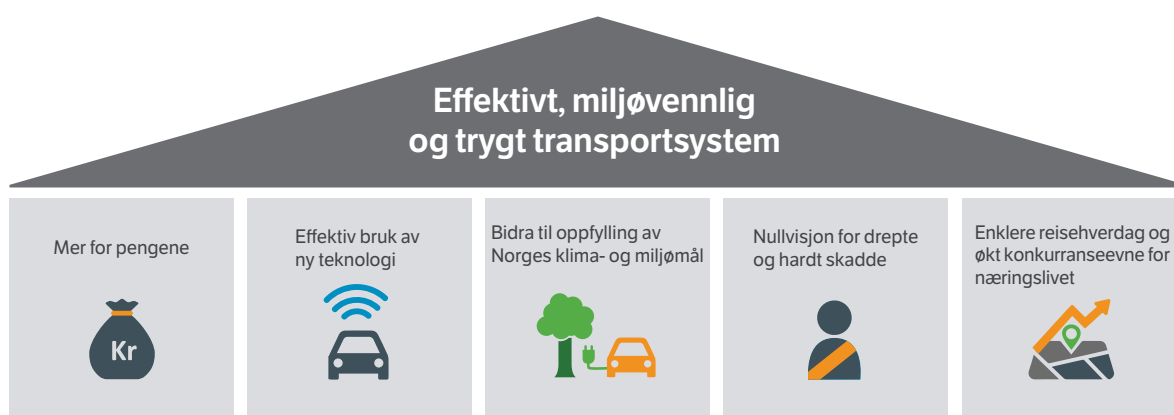 Effektivt, miljøvennlig
og trygt transportsystem
Mer for pengene
Kr
Effektiv bruk av
ny teknologi
Bidra til oppfylling av
Norges klima- og miljømål
Nullvisjon for drepte
og hardt skadde
Enklere reisehverdag og
økt konkurranseevne for
næringslivet